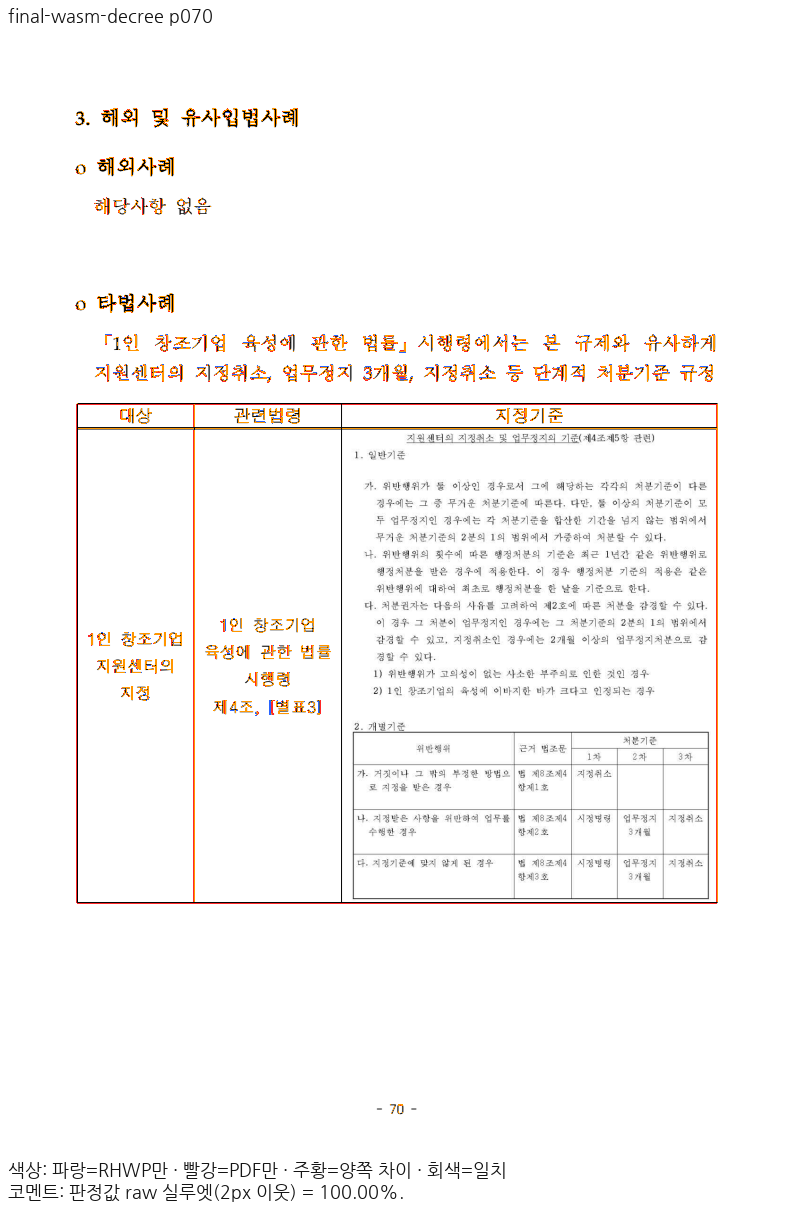 final-wasm-decree p070
3. 해외 및 유사입법사례
o 해외사례
해당사항 없음
o 타법사례
「1인 창조기업 육성에 관한 법률」시행령에서는 본 규제와 유사하게
지원센터의 지정취소, 업무정지 3개월, 지정취소 등 단계적 처분기준 규정
대상 관련법령 지정기준
1인 창조기업
지원센터의
지정
1인 창조기업
육성에 관한 법률
시행령
제4조, [별표3]
지원센터의 지정취소 및 업무정지의 기준(제4조제5항 관련)
1. 일반기준
가. 위반행위가 둘 이상인 경우로서 그에 해당하는 각각의 처분기준이 다른
경우에는 그 중 무거운 처분기준에 따른다. 다만, 둘 이상의 처분기준이 모
두 업무정지인 경우에는 각 처분기준을 합산한 기간을 넘지 않는 범위에서
무거운 처분기준의 2분의 1의 범위에서 가중하여 처분할 수 있다.
나. 위반행위의 횟수에 따른 행정처분의 기준은 최근 1년간 같은 위반행위로
행정처분을 받은 경우에 적용한다. 이 경우 행정처분 기준의 적용은 같은
위반행위에 대하여 최초로 행정처분을 한 날을 기준으로 한다.
다. 처분권자는 다음의 사유를 고려하여 제2호에 따른 처분을 감경할 수 있다.
이 경우 그 처분이 업무정지인 경우에는 그 처분기준의 2분의 1의 범위에서
감경할 수 있고, 지정취소인 경우에는 2개월 이상의 업무정지처분으로 감
경할 수 있다.
1) 위반행위가 고의성이 없는 사소한 부주의로 인한 것인 경우
2) 1인 창조기업의 육성에 이바지한 바가 크다고 인정되는 경우
2. 개별기준
위반행위 근거 법조문 처분기준
1차 2차 3차
가. 거짓이나 그 밖의 부정한 방법으 법 제8조제4 지정취소
로 지정을 받은 경우 항제1호
나. 지정받은 사항을 위반하여 업무를 법 제8조제4 시정명령 업무정지 지정취소
수행한 경우 항제2호 3개월
다. 지정기준에 맞지 않게 된 경우 법 제8조제4 시정명령 업무정지 지정취소
항제3호 3개월
- 70 -
색상: 파랑=RHWP만 · 빨강=PDF만 · 주황=양쪽 차이 · 회색=일치
코멘트: 판정값 raw 실루엣(2px 이웃) = 100.00%.